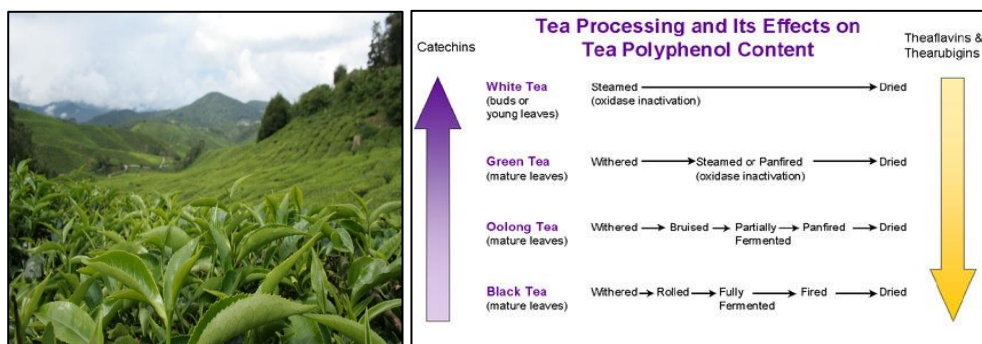 Tea Processing and Its Effects on
Tea Polyphenol Content
Catechins
Theaflavins &
Thearubigins
White Tea
(buds or
young leaves)
Steamed
(oxidase inactivation)
Dried
Green Tea
(mature leaves)
Withered
Steamed or Panfired
(oxidase inactivation)
Dried
Oolong Tea
(mature leaves)
Withered
Bruised
Partially
Fermented
Panfired
Dried
Black Tea
(mature leaves)
Withered
Rolled
Fully
Fermented
Fired
Dried